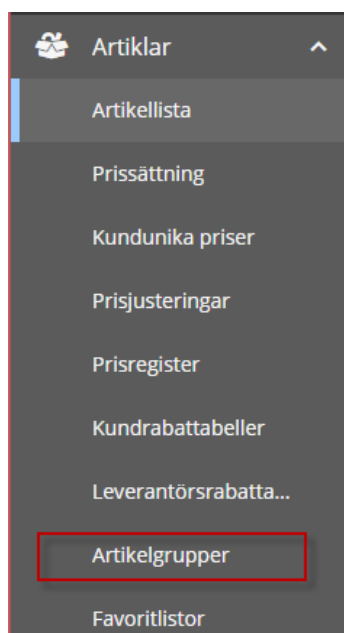 Artiklar
Artikellista
Prissättning
Kundunika priser
Prisjusteringar
Prisregister
Kundrabattabeller
Leverantörsrabatta...
Artikelgrupper
Favoritlistor